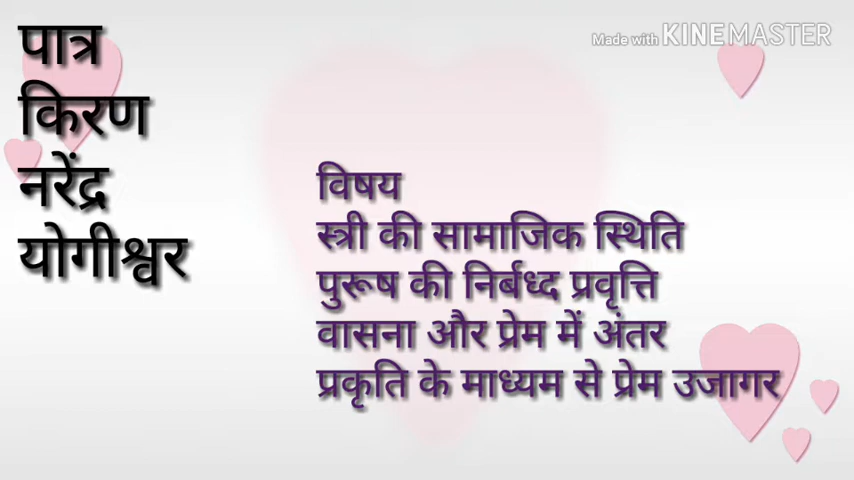 पात्र
किरण
नरेंद्र
योगीश्वर
Made with KINEMASTER
विषय
स्त्री की सामाजिक स्थिति
पुरूष की निर्बध्द प्रवृत्ति
वासना और प्रेम में अंतर
प्रकृति के माध्यम से प्रेम उजागर